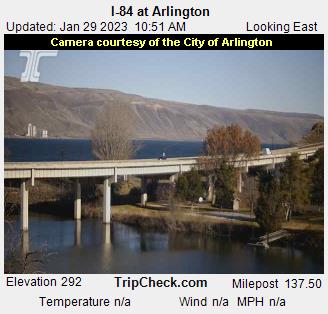 I-84 at Arlington
Updated: Jan 29 2023 10:51 AM Looking East
Camera courtesy of the City of Arlington
Elevation 292 TripCheck.com Milepost 137.50
Temperature n/a Wind n/a MPH n/a